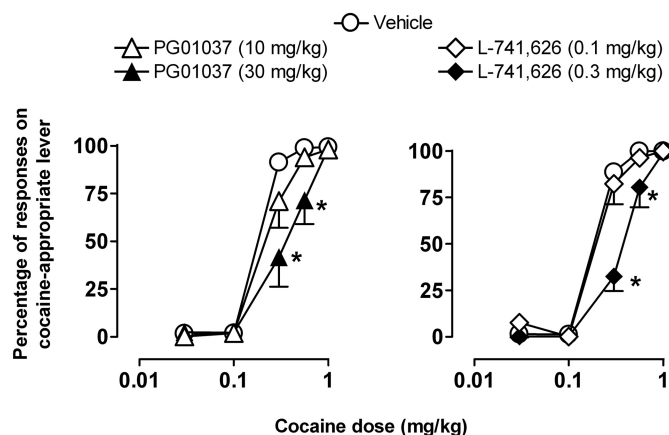 Vehicle
PG01037 (10 mg/kg)
L-741,626 (0.1 mg/kg)
PG01037 (30 mg/kg)
L-741,626 (0.3 mg/kg)
Percentage of responses on
cocaine-appropriate lever
100
75
50
25
0
*
*
0.01 0.1 1
100
75
50
25
0
*
*
0.01 0.1 1
Cocaine dose (mg/kg)